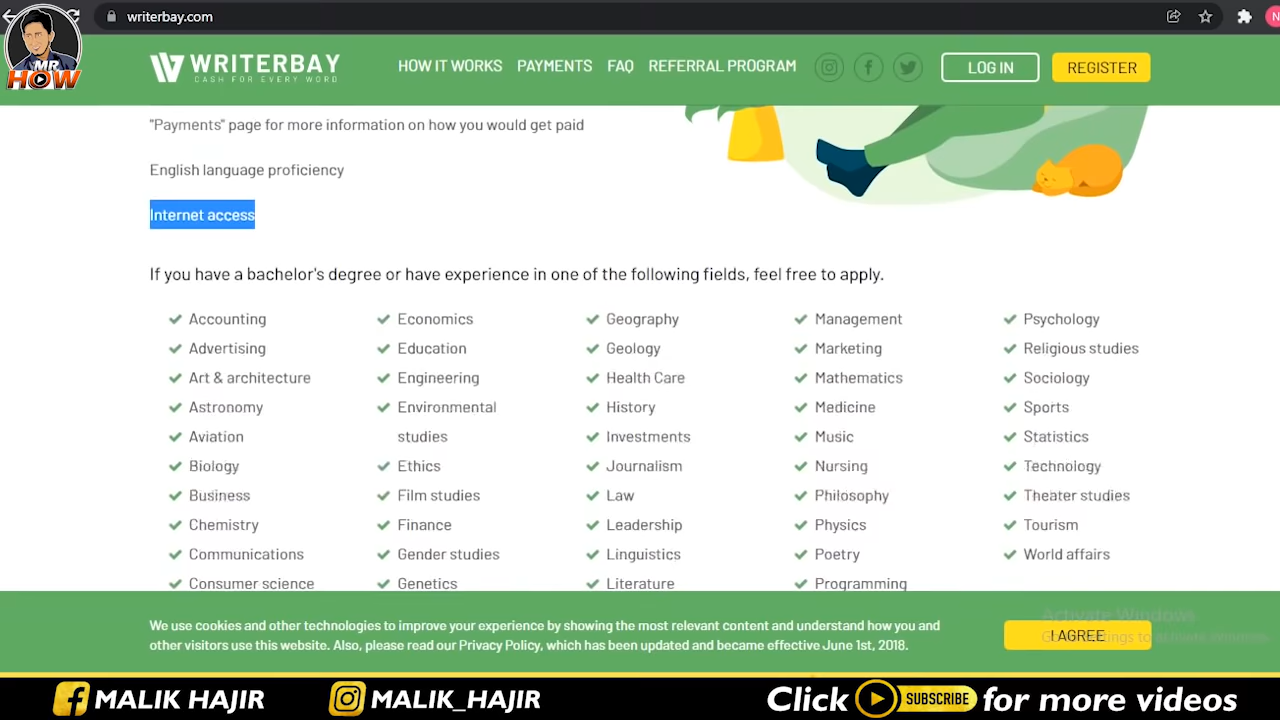 writerbay.com
N
MR
HOW
WRITERBAY
CASH FOR EVERY WORD
HOW IT WORKS
PAYMENTS
FAQ
REFERRAL PROGRAM
LOG IN
REGISTER
"Payments" page for more information on how you would get paid
English language proficiency
Internet access
If you have a bachelor's degree or have experience in one of the following fields, feel free to apply.
Accounting
Advertising
Art & architecture
Astronomy
Aviation
Biology
Business
Chemistry
Communications
Consumer science
Economics
Education
Engineering
Environmental
studies
Ethics
Film studies
Finance
Gender studies
Genetics
Geography
Geology
Health Care
History
Investments
Journalism
Law
Leadership
Linguistics
Literature
Management
Marketing
Mathematics
Medicine
Music
Nursing
Philosophy
Physics
Poetry
Programming
Psychology
Religious studies
Sociology
Sports
Statistics
Technology
Theater studies
Tourism
World affairs
We use cookies and other technologies to improve your experience by showing the most relevant content and understand how you and
other visitors use this website. Also, please read our Privacy Policy, which has been updated and became effective June 1st, 2018.
I AGREE
Activate Windows
MALIK HAJIR
MALIK_HAJIR
Click SUBSCRIBE for more videos